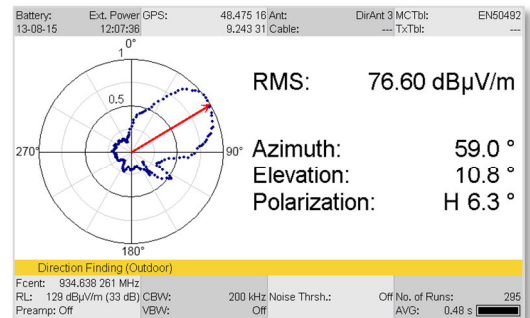 Battery: Ext. Power GPS: 48.475 16 Ant: DirAnt 3 MCTbl: EN50492
13-08-15 12:07:36 9.243 31 Cable: --- TxTbl: ---
0°
1
0.5
270°
90°
180°
RMS: 76.60 dBµV/m
Azimuth: 59.0 °
Elevation: 10.8 °
Polarization: H 6.3 °
Direction Finding (Outdoor)
Fcent: 934.638 261 MHz
RL: 129 dBµV/m (33 dB) CBW: 200 kHz Noise Thrsh.: Off No. of Runs: 295
Preamp: Off VBW: Off AVG: 0.48 s